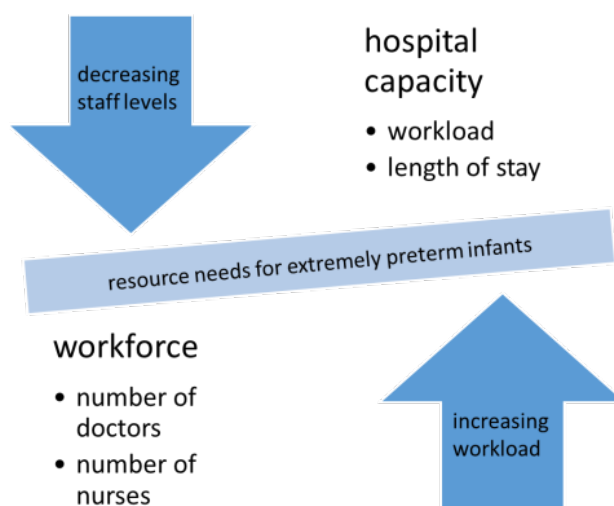 decreasing
staff levels
hospital
capacity
• workload
• length of stay
resource needs for extremely preterm infants
workforce
• number of
doctors
• number of
nurses
increasing
workload